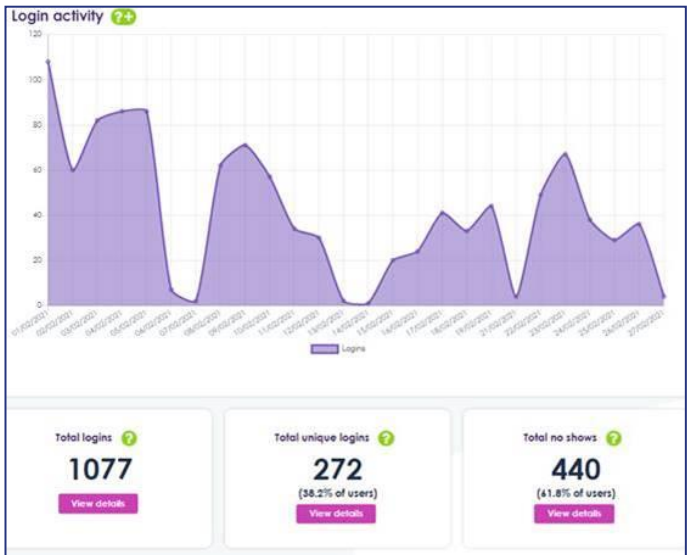 Login activity ?+
120
100
80
60
40
20
0
01/02/2021 02/02/2021 03/02/2021 04/02/2021 05/02/2021 06/02/2021 07/02/2021 08/02/2021 09/02/2021 10/02/2021 11/02/2021 12/02/2021 13/02/2021 14/02/2021 15/02/2021 16/02/2021 17/02/2021 18/02/2021 19/02/2021 21/02/2021 22/02/2021 23/02/2021 24/02/2021 25/02/2021 26/02/2021 27/02/2021
Logins
Total logins ?
1077
View details
Total unique logins ?
272
(38.2% of users)
View details
Total no shows ?
440
(61.8% of users)
View details